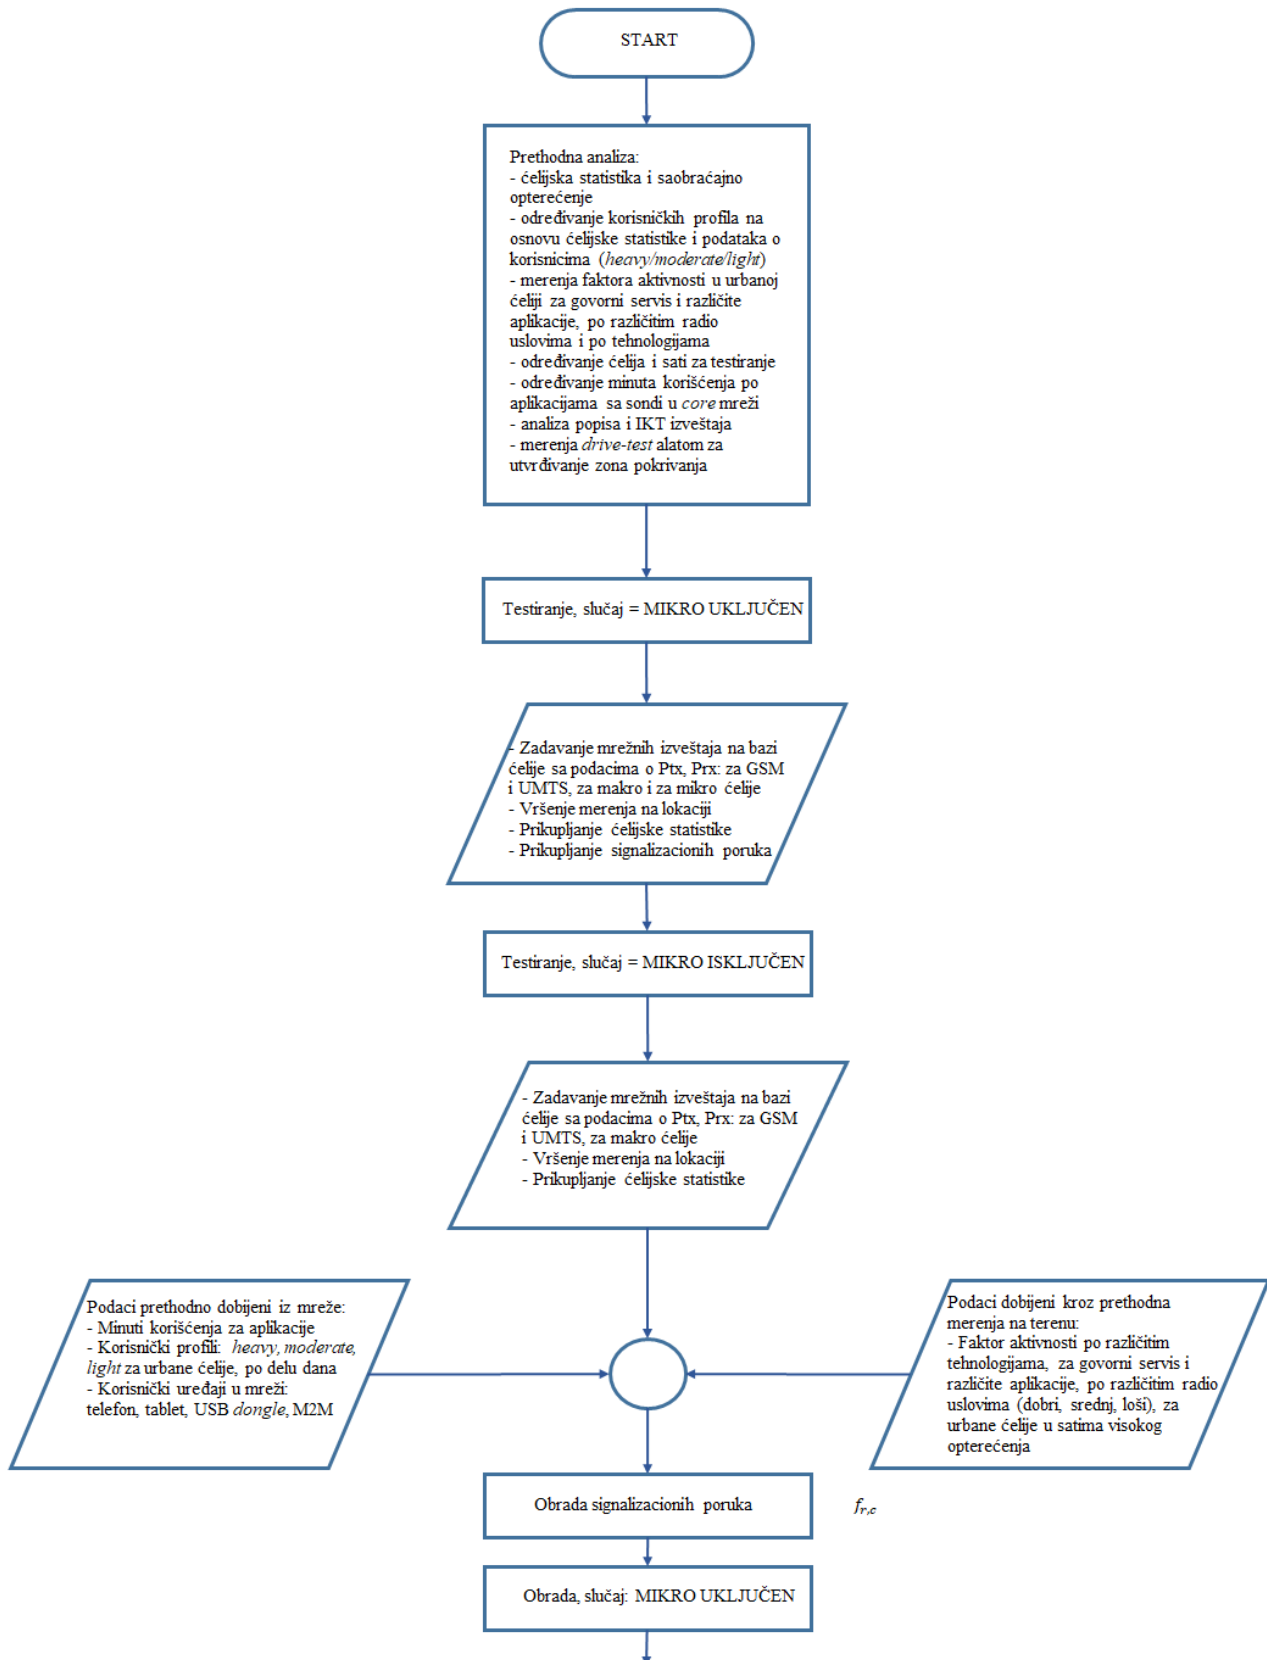 START
Prethodna analiza:
- ćelijska statistika i saobraćajno
opterećenje
- određivanje korisničkih profila na
osnovu ćelijske statistike i podataka o
korisnicima (heavy/moderate/light)
- merenja faktora aktivnosti u urbanoj
ćeliji za govorni servis i različite
aplikacije, po različitim radio
uslovima i po tehnologijama
- određivanje ćelija i sati za testiranje
- određivanje minuta korišćenja po
aplikacijama sa sondi u core mreži
- analiza popisa i IKT izveštaja
- merenja drive-test alatom za
utvrđivanje zona pokrivanja
Testiranje, slučaj = MIKRO UKLJUČEN
- Zadavanje mrežnih izveštaja na bazi
ćelije sa podacima o Ptx, Prx: za GSM
i UMTS, za makro i za mikro ćelije
- Vršenje merenja na lokaciji
- Prikupljanje ćelijske statistike
- Prikupljanje signalizacionih poruka
Testiranje, slučaj = MIKRO ISKLJUČEN
- Zadavanje mrežnih izveštaja na bazi
ćelije sa podacima o Ptx, Prx: za GSM
i UMTS, za makro ćelije
- Vršenje merenja na lokaciji
- Prikupljanje ćelijske statistike
Podaci prethodno dobijeni iz mreže:
- Minuti korišćenja za aplikacije
- Korisnički profili: heavy, moderate,
light za urbane ćelije, po delu dana
- Korisnički uređaji u mreži:
telefon, tablet, USB dongle, M2M
Podaci dobijeni kroz prethodna
merenja na terenu:
- Faktor aktivnosti po različitim
tehnologijama, za govorni servis i
različite aplikacije, po različitim radio
uslovima (dobri, srednj, loši), za
urbane ćelije u satima visokog
opterećenja
Obrada signalizacionih poruka
fr,c
Obrada, slučaj: MIKRO UKLJUČEN